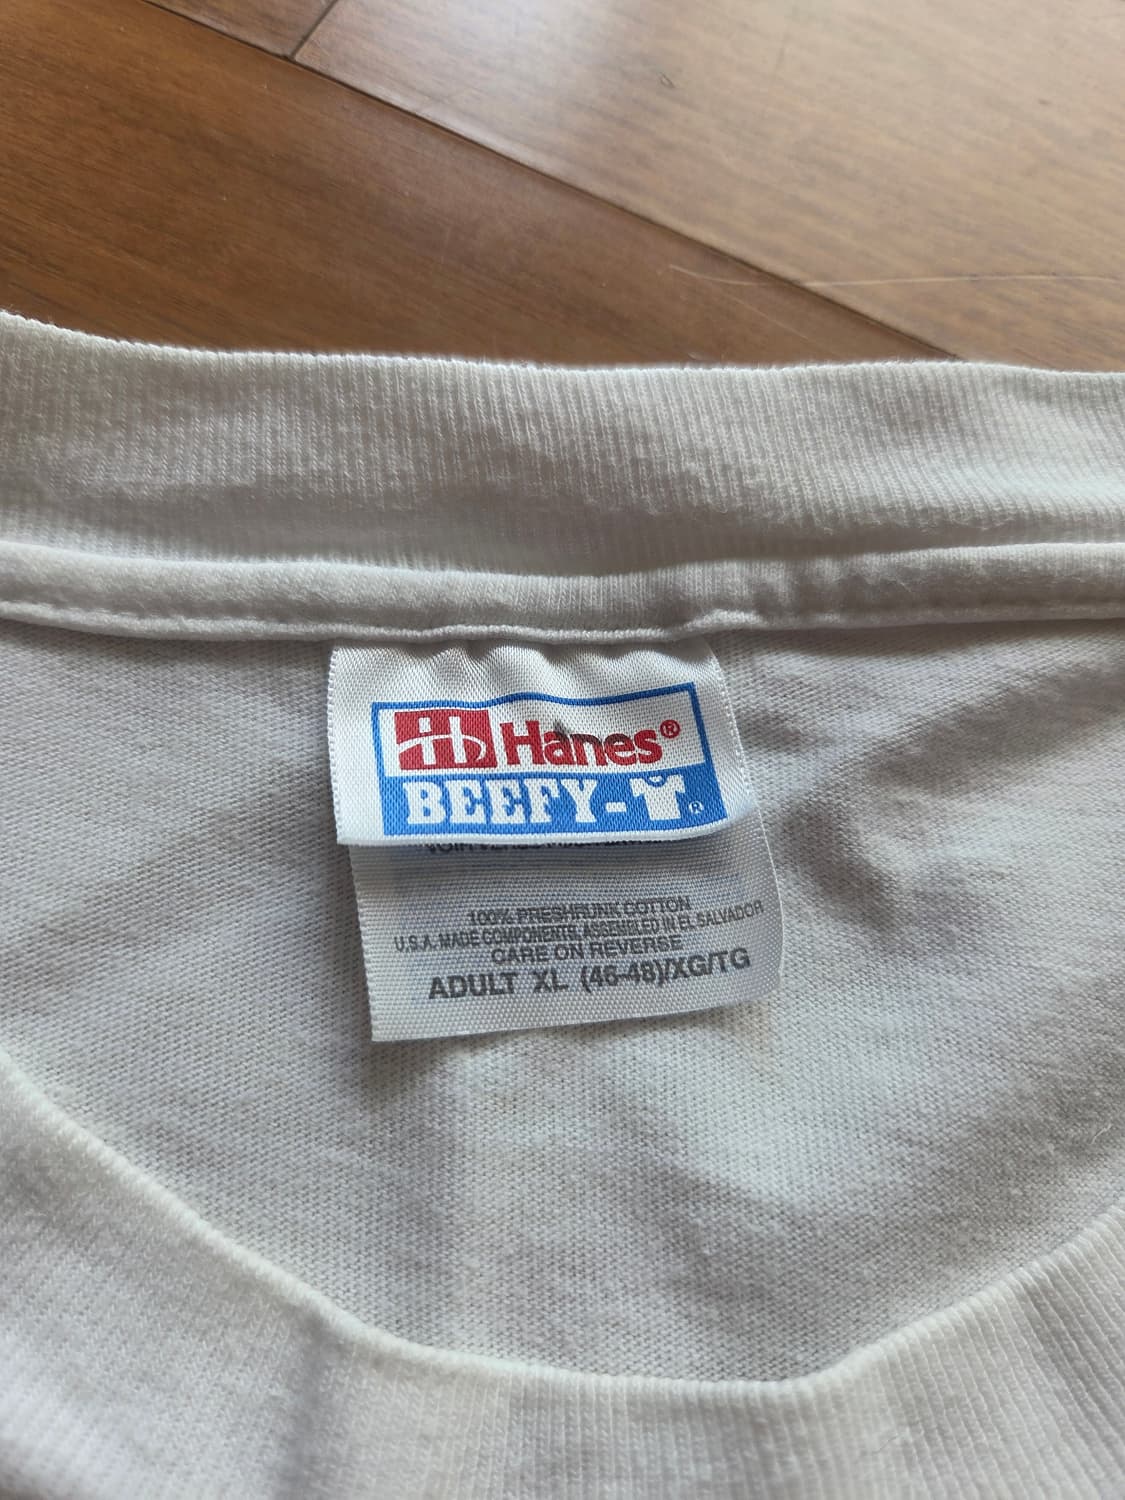 Hanes®
BEEFY-T®
100% PRESHRUNK COTTON
U.S.A. MADE COMPONENTS, ASSEMBLED IN EL SALVADOR
CARE ON REVERSE
ADULT XL (46-48)/XG/TG